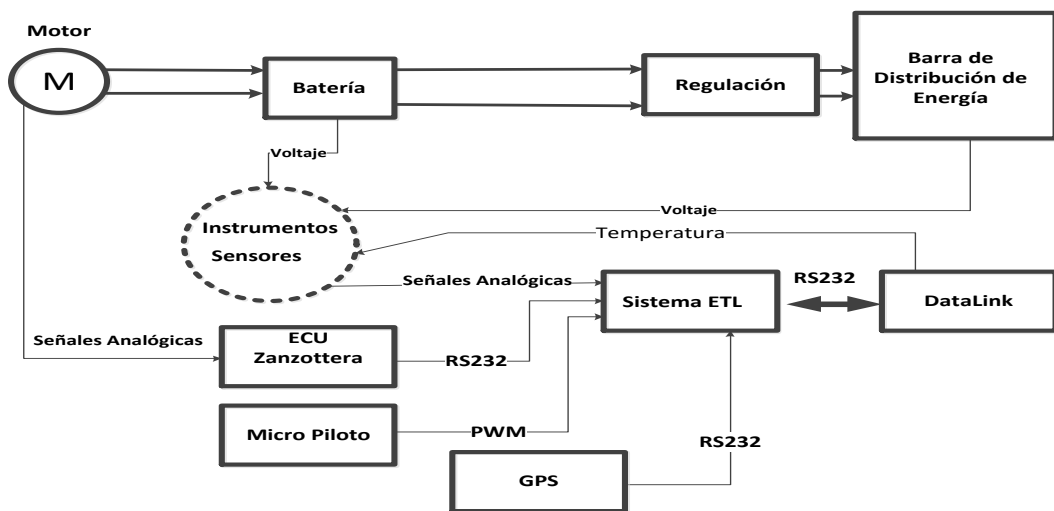 Motor
M
Batería
Regulación
Barra de
Distribución de
Energía
Voltaje
Voltaje
Instrumentos
Sensores
Temperatura
Señales Analógicas
RS232
Sistema ETL
DataLink
Señales Analógicas
ECU
Zanzottera
RS232
Micro Piloto
PWM
RS232
GPS